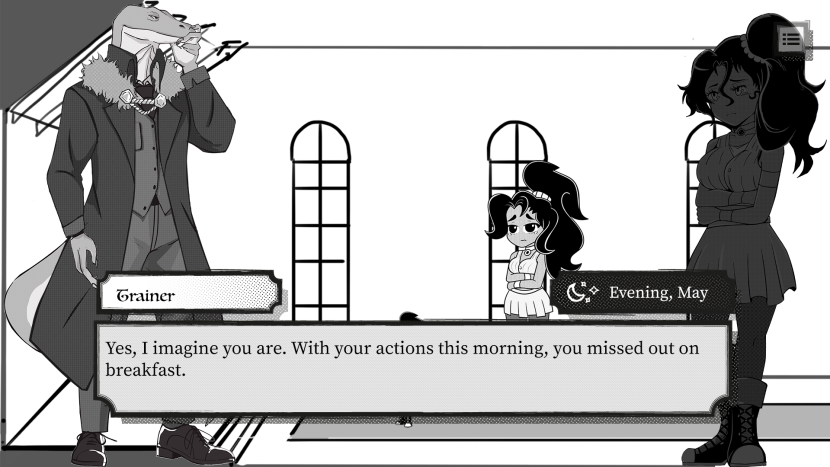 Trainer
Evening, May
Yes, I imagine you are. With your actions this morning, you missed out on
breakfast.